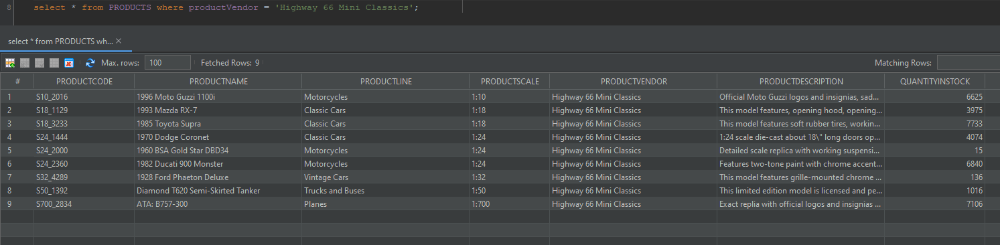 8 select * from PRODUCTS where productVendor = 'Highway 66 Mini Classics';
select * from PRODUCTS wh... ×
Max. rows: 100 Fetched Rows: 9 Matching Rows:
# PRODUCTCODE PRODUCTNAME PRODUCTLINE PRODUCTSCALE PRODUCTVENDOR PRODUCTDESCRIPTION QUANTITYINSTOCK
1 S10_2016 1996 Moto Guzzi 1100i Motorcycles 1:10 Highway 66 Mini Classics Official Moto Guzzi logos and insignias, sad... 6625
2 S18_1129 1993 Mazda RX-7 Classic Cars 1:18 Highway 66 Mini Classics This model features, opening hood, opening... 3975
3 S18_3233 1985 Toyota Supra Classic Cars 1:18 Highway 66 Mini Classics This model features soft rubber tires, workin... 7733
4 S24_1444 1970 Dodge Coronet Classic Cars 1:24 Highway 66 Mini Classics 1:24 scale die-cast about 18\" long doors op... 4074
5 S24_2000 1960 BSA Gold Star DBD34 Motorcycles 1:24 Highway 66 Mini Classics Detailed scale replica with working suspensi... 15
6 S24_2360 1982 Ducati 900 Monster Motorcycles 1:24 Highway 66 Mini Classics Features two-tone paint with chrome accent... 6840
7 S32_4289 1928 Ford Phaeton Deluxe Vintage Cars 1:32 Highway 66 Mini Classics This model features grille-mounted chrome ... 136
8 S50_1392 Diamond T620 Semi-Skirted Tanker Trucks and Buses 1:50 Highway 66 Mini Classics This limited edition model is licensed and pe... 1016
9 S700_2834 ATA: B757-300 Planes 1:700 Highway 66 Mini Classics Exact replia with official logos and insignias ... 7106